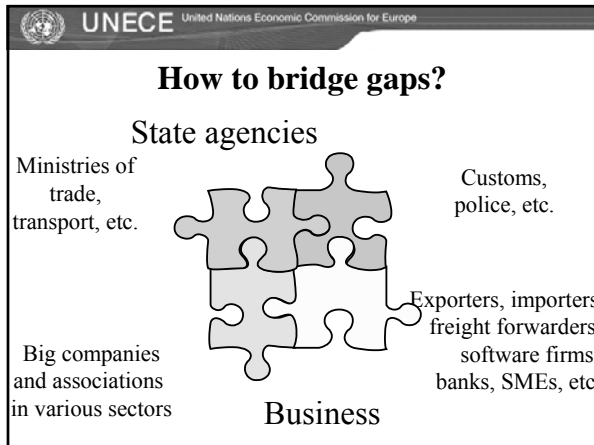 UNECE United Nations Economic Commission for Europe
How to bridge gaps?
State agencies
Ministries of
trade,
transport, etc.
Customs,
police, etc.
Exporters, importers
freight forwarders
software firms
banks, SMEs, etc
Big companies
and associations
in various sectors
Business